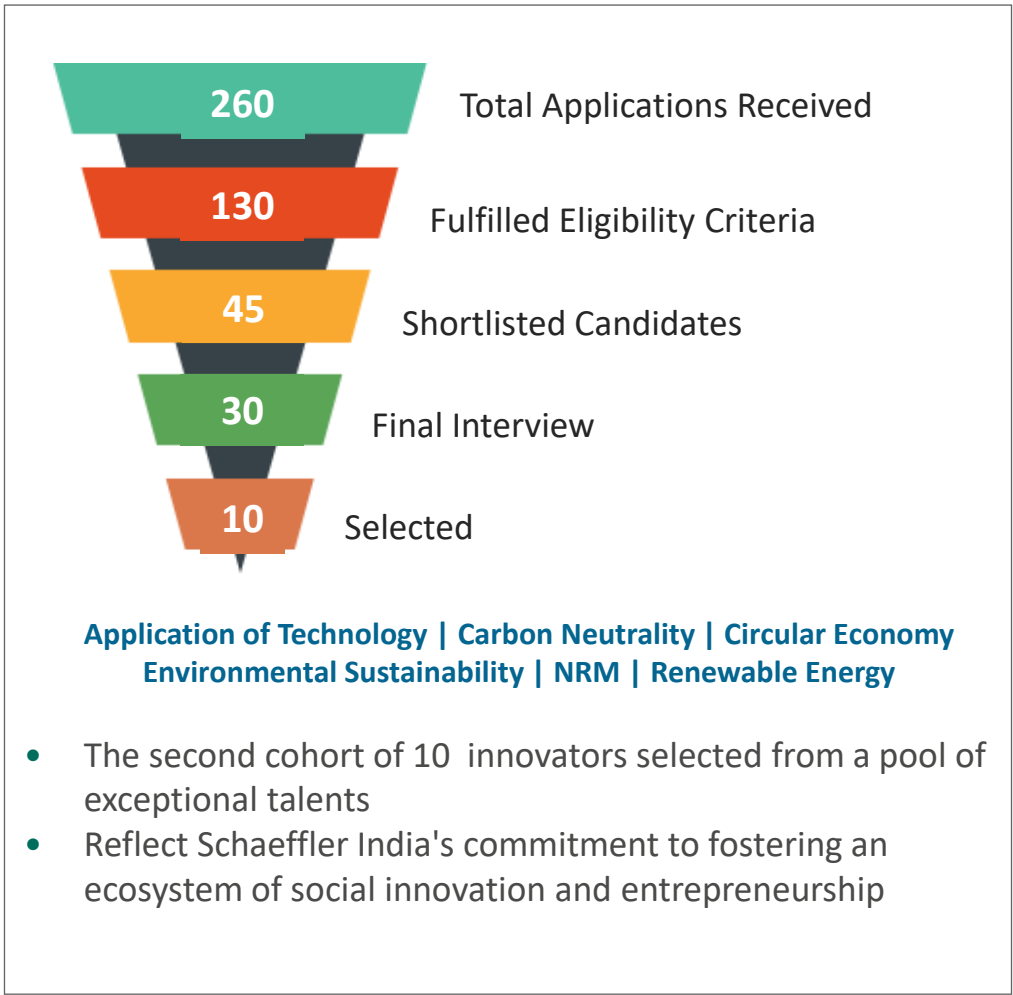 260
Total Applications Received
130
Fulfilled Eligibility Criteria
45
Shortlisted Candidates
30
Final Interview
10
Selected
Application of Technology | Carbon Neutrality | Circular Economy
Environmental Sustainability | NRM | Renewable Energy
• The second cohort of 10 innovators selected from a pool of
exceptional talents
• Reflect Schaeffler India's commitment to fostering an
ecosystem of social innovation and entrepreneurship